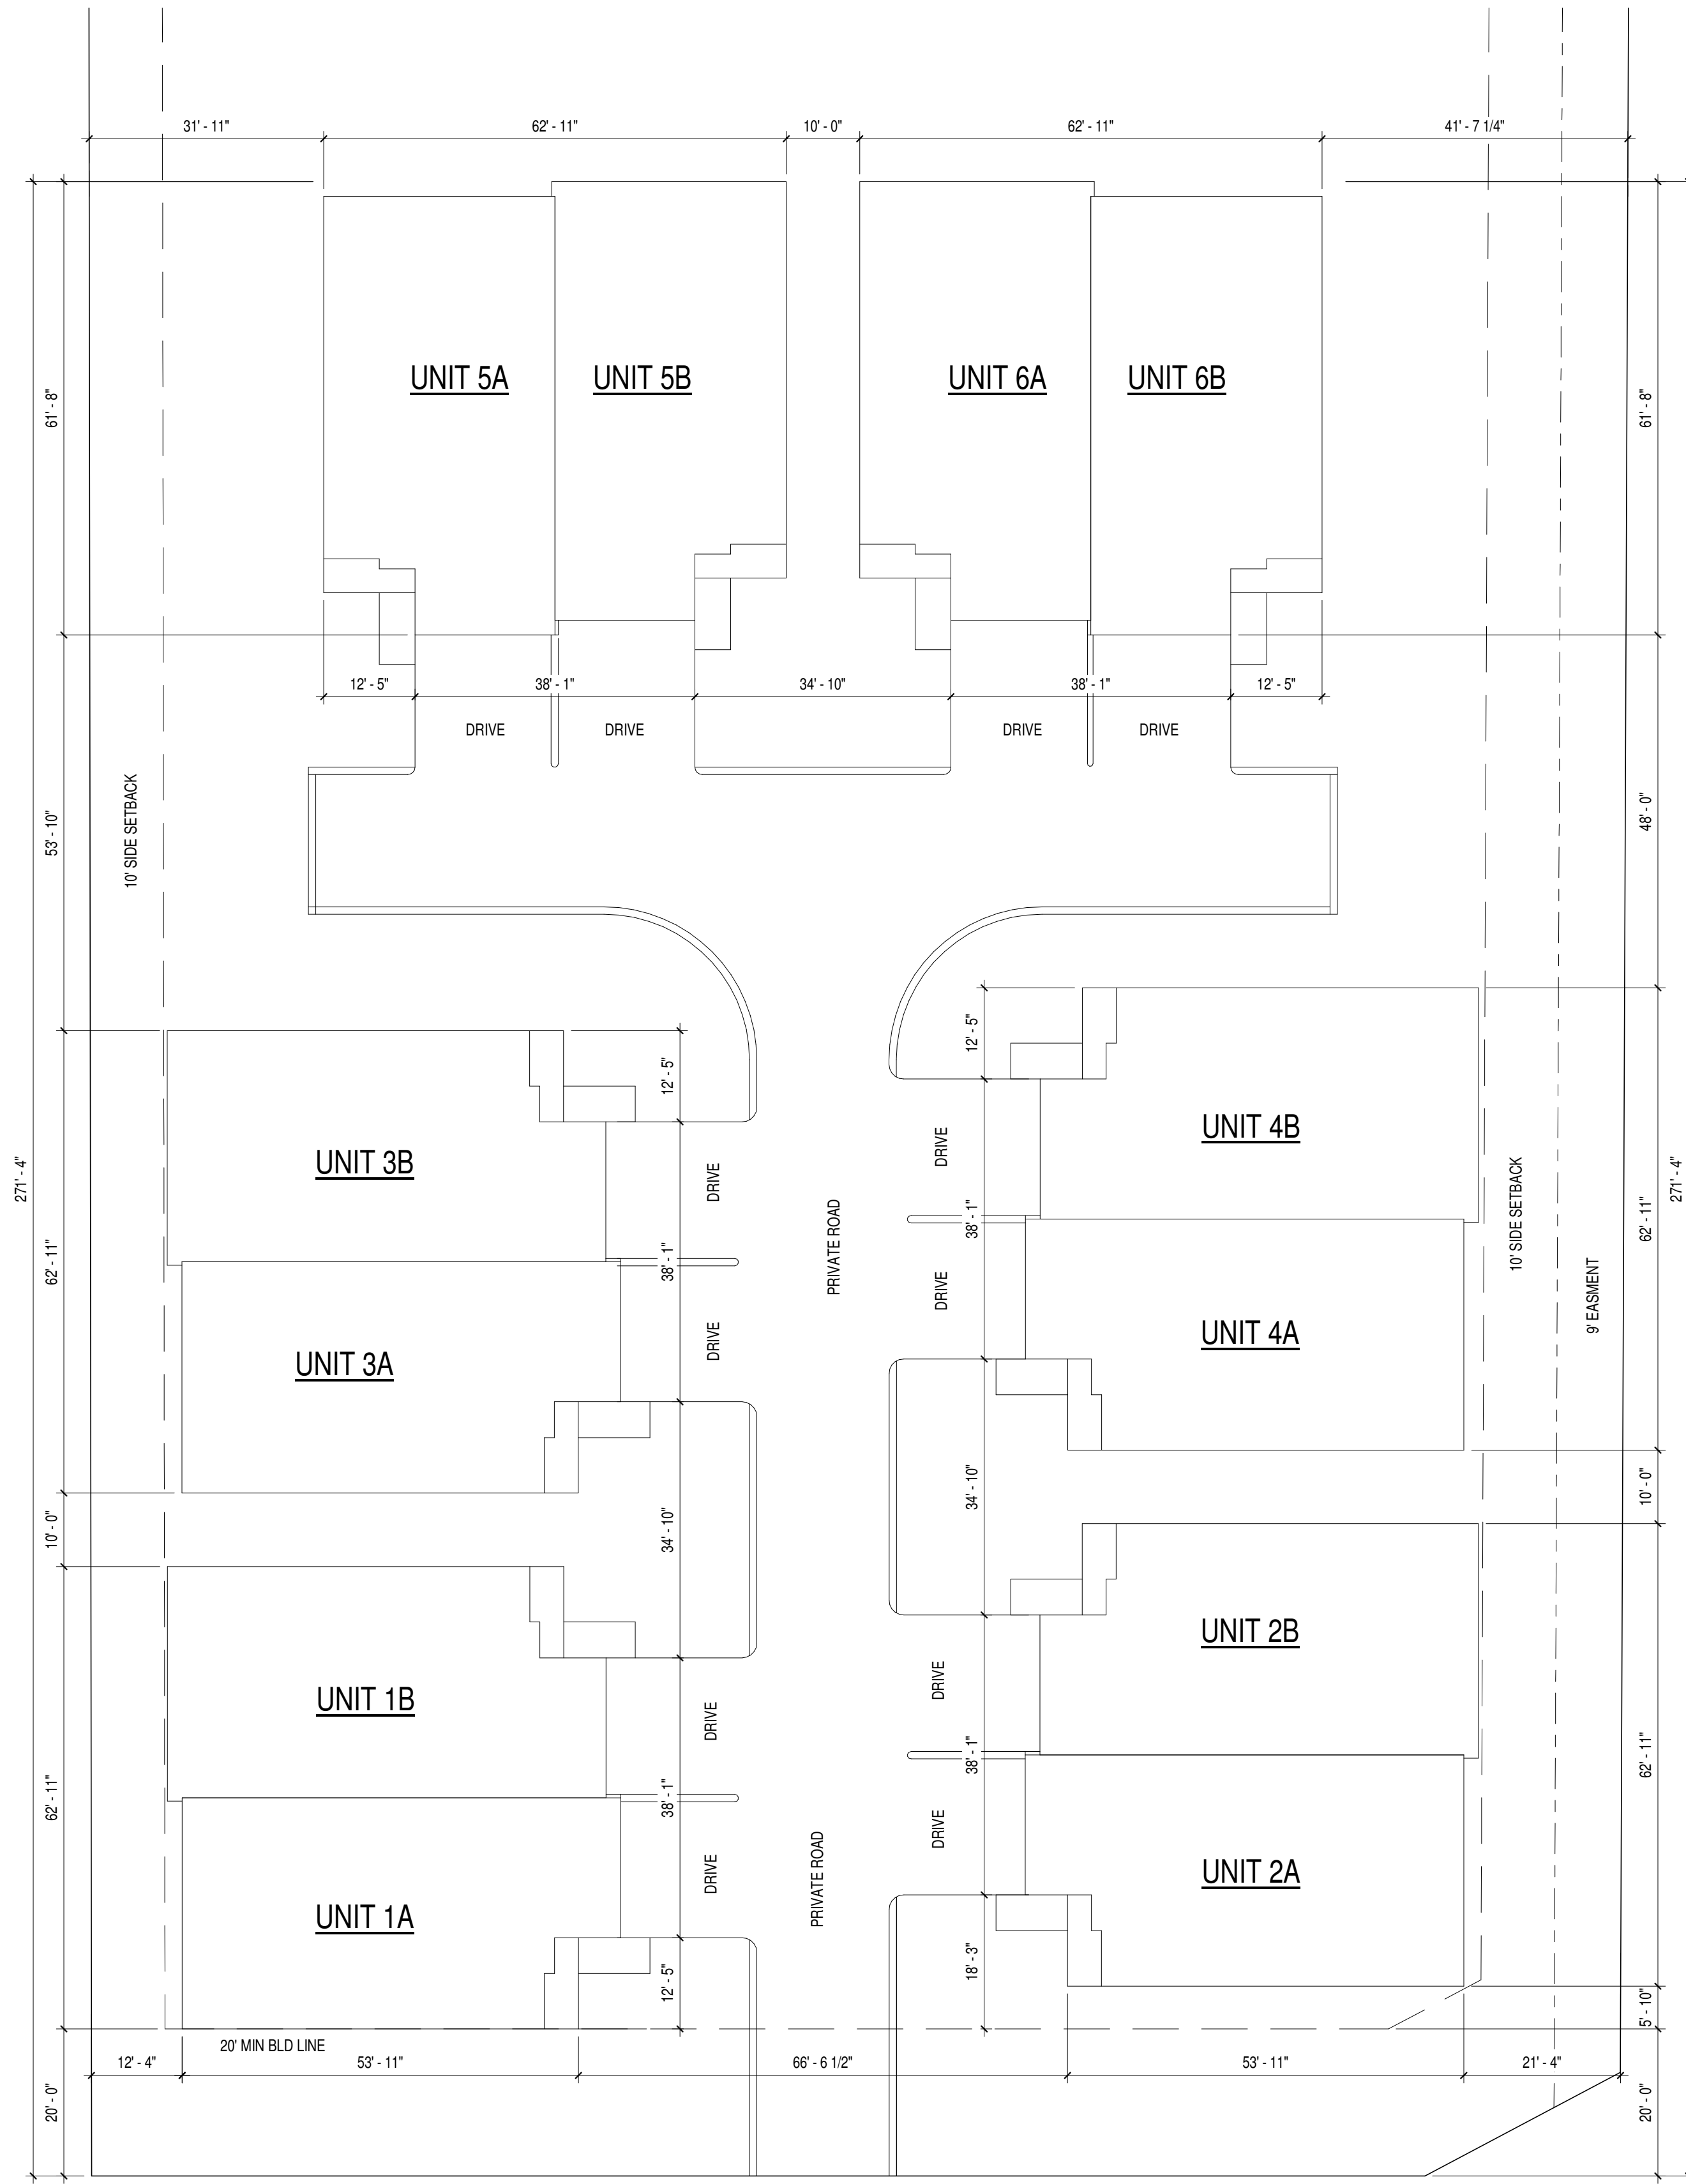 31' - 11"
62' - 11"
10' - 0"
62' - 11"
41' - 7 1/4"
UNIT 5A
UNIT 5B
UNIT 6A
UNIT 6B
61' - 8"
61' - 8"
12' - 5"
38' - 1"
34' - 10"
38' - 1"
12' - 5"
DRIVE
DRIVE
DRIVE
DRIVE
10' SIDE SETBACK
53' - 10"
48' - 0"
12' - 5"
12' - 5"
UNIT 3B
UNIT 4B
DRIVE
DRIVE
271' - 4"
271' - 4"
PRIVATE ROAD
38' - 1"
38' - 1"
62' - 11"
62' - 11"
10' SIDE SETBACK
9' EASMENT
UNIT 3A
UNIT 4A
DRIVE
DRIVE
10' - 0"
34' - 10"
34' - 10"
10' - 0"
UNIT 1B
UNIT 2B
DRIVE
DRIVE
62' - 11"
38' - 1"
38' - 1"
62' - 11"
UNIT 1A
UNIT 2A
DRIVE
DRIVE
PRIVATE ROAD
12' - 5"
18' - 3"
5' - 10"
20' MIN BLD LINE
12' - 4"
53' - 11"
66' - 6 1/2"
53' - 11"
21' - 4"
20' - 0"
20' - 0"